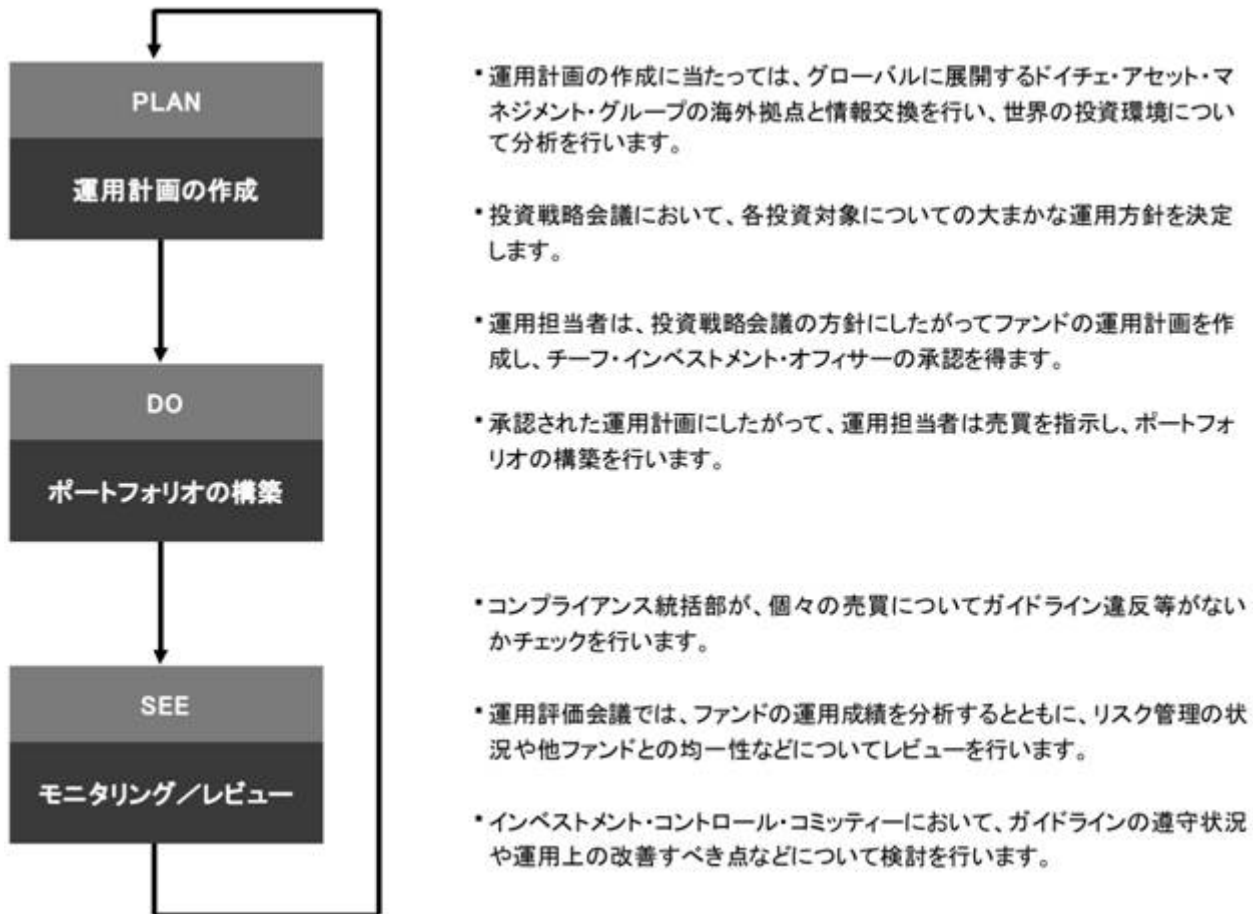 PLAN
運用計画の作成
・運用計画の作成に当たっては、グローバルに展開するドイチェ・アセット・マ
ネジメント・グループの海外拠点と情報交換を行い、世界の投資環境につい
て分析を行います。
・投資戦略会議において、各投資対象についての大まかな運用方針を決定
します。
・運用担当者は、投資戦略会議の方針にしたがってファンドの運用計画を作
成し、チーフ・インベストメント・オフィサーの承認を得ます。
DO
ポートフォリオの構築
・承認された運用計画にしたがって、運用担当者は売買を指示し、ポートフォ
リオの構築を行います。
SEE
モニタリング／レビュー
・コンプライアンス統括部が、個々の売買についてガイドライン違反等がない
かチェックを行います。
・運用評価会議では、ファンドの運用成績を分析するとともに、リスク管理の状
況や他ファンドとの均一性などについてレビューを行います。
・インベストメント・コントロール・コミッティーにおいて、ガイドラインの遵守状況
や運用上の改善すべき点などについて検討を行います。